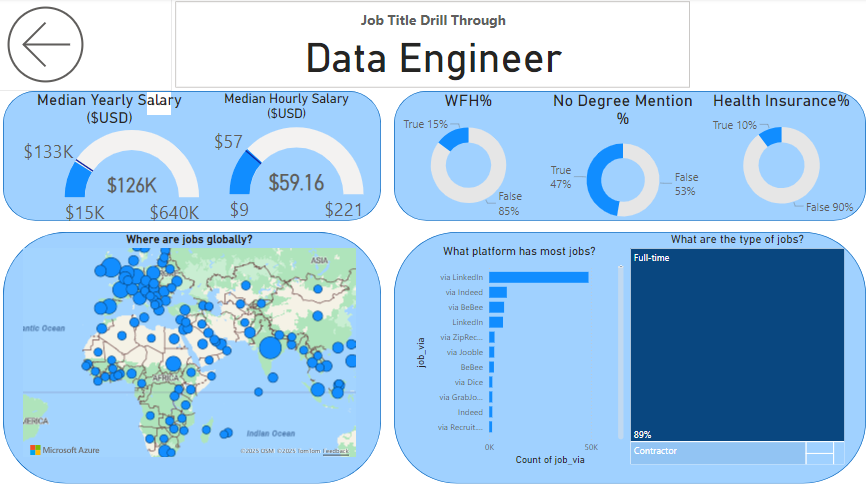 Job Title Drill Through
Data Engineer
Median Yearly Salary
($USD)
$133K
$126K
$15K
$640K
Median Hourly Salary
($USD)
$57
$59.16
$9
$221
WFH%
True 15%
False
85%
No Degree Mention
%
True
47%
False
53%
Health Insurance%
True 10%
False 90%
Where are jobs globally?
ASIA
antic Ocean
AFRICA
ERICA
Indian Ocean
Microsoft Azure
© 2025 OSM © 2025 TomTom Feedback
What platform has most jobs?
job_via
via LinkedIn
via Indeed
via BeBee
LinkedIn
via ZipRec...
via Jooble
BeBee
via Dice
via GrabJo...
Indeed
via Recruit...
0K
50K
Count of job_via
What are the type of jobs?
Full-time
89%
Contractor